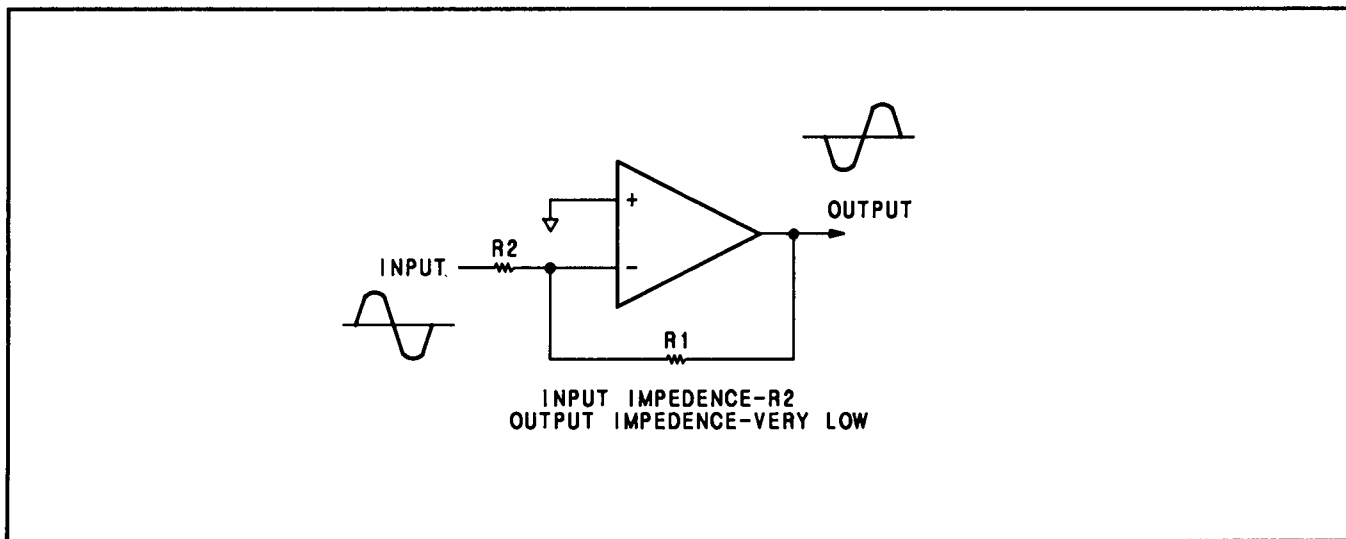 OUTPUT
+
R2
INPUT
-
R1
INPUT IMPEDENCE-R2
OUTPUT IMPEDENCE-VERY LOW